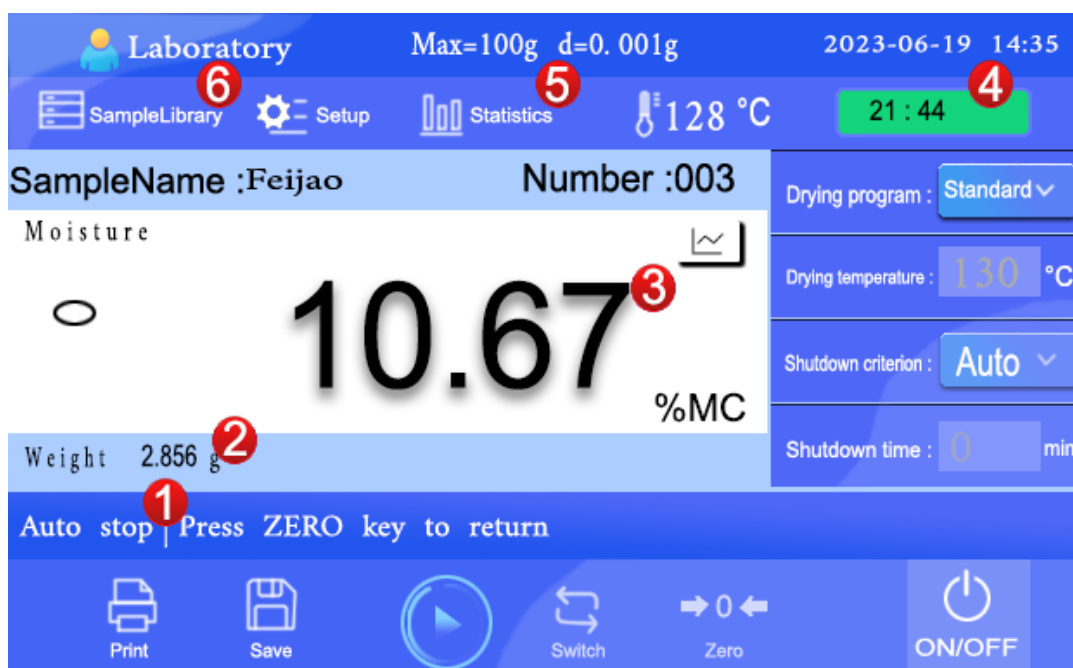 Laboratory Max=100g d=0.001g 2023-06-19 14:35
6 5 4
SampleLibrary Setup Statistics 128 °C 21 : 44
SampleName :Feijao Number :003
Drying program : Standard
Moisture
10.67 3
%MC
Drying temperature : 130 °C
Shutdown criterion : Auto
Weight 2.856 g 2
Shutdown time : 0 min
1
Auto stop | Press ZERO key to return
0
Print Save Switch Zero ON/OFF